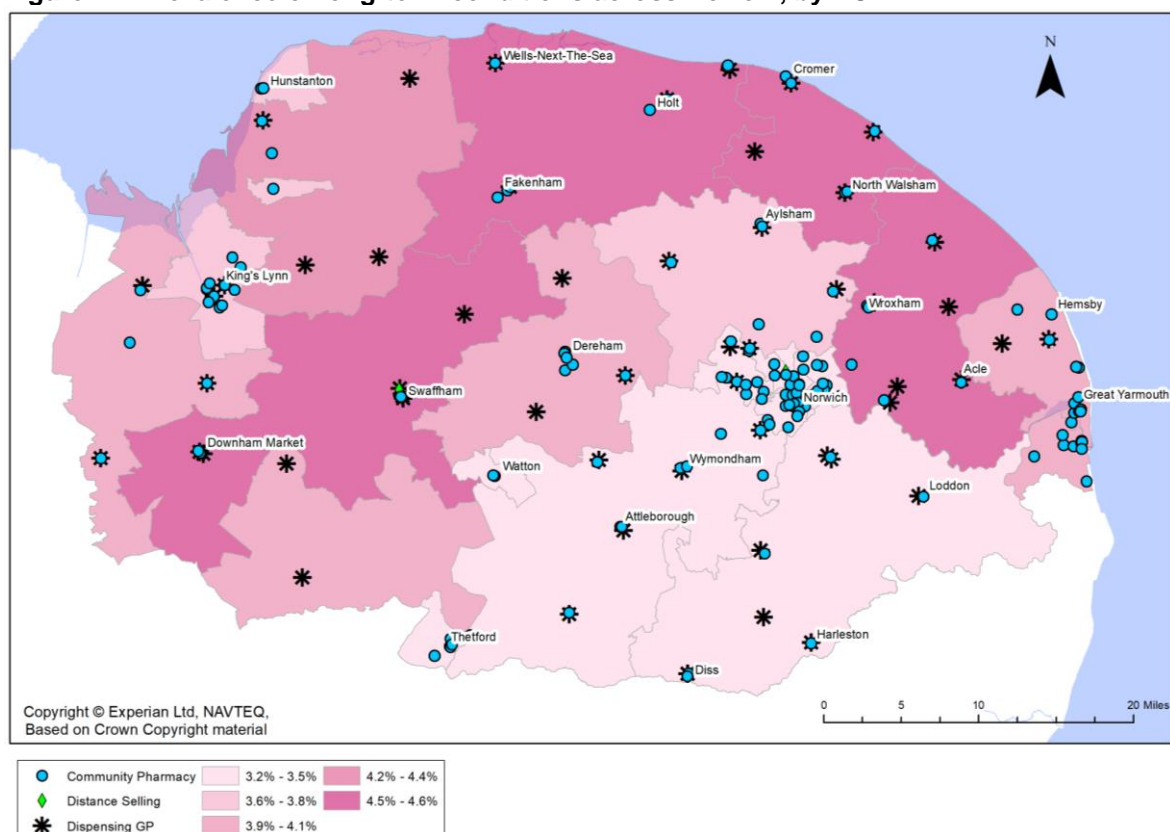 N
Wells-Next-The-Sea
Cromer
Hunstanton
Holt
Fakenham
North Walsham
Aylsham
King's Lynn
Wroxham
Hemsby
Dereham
Acle
Swaffham
Norwich
Great Yarmouth
Downham Market
Watton
Wymondham
Loddon
Attleborough
Thetford
Harleston
Diss
0 5 10 20 Miles
Copyright © Experian Ltd, NAVTEQ,
Based on Crown Copyright material
Community Pharmacy 3.2% - 3.5% 4.2% - 4.4%
Distance Selling 3.6% - 3.8% 4.5% - 4.6%
Dispensing GP 3.9% - 4.1%